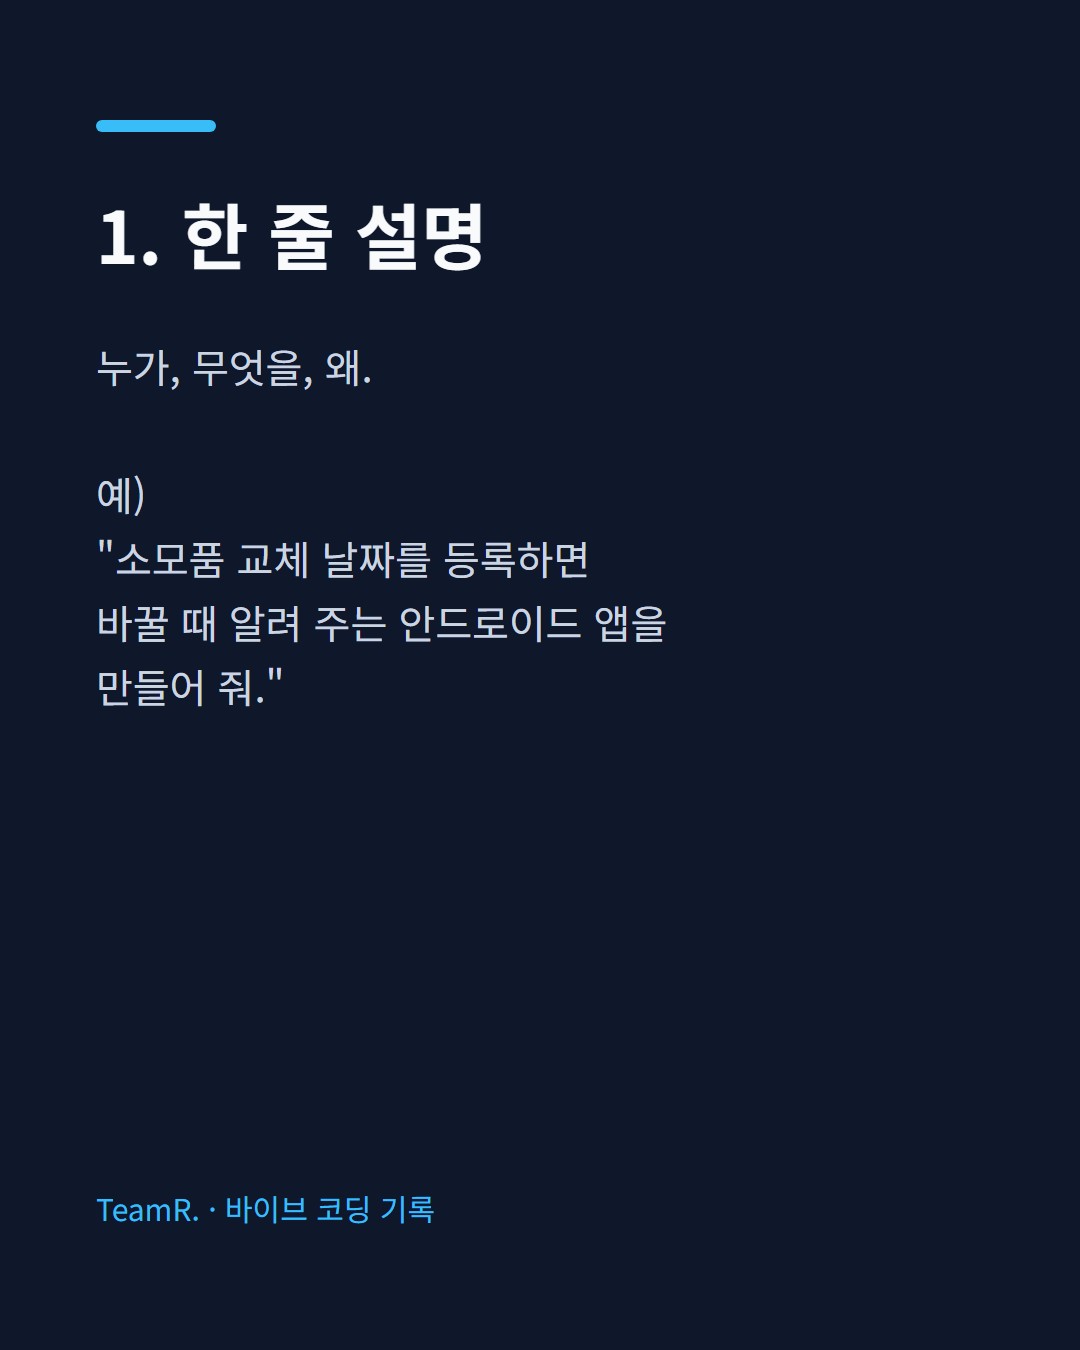 1. 한 줄 설명
누가, 무엇을, 왜.
예)
"소모품 교체 날짜를 등록하면
바꿀 때 알려 주는 안드로이드 앱을
만들어 줘."
TeamR. · 바이브 코딩 기록